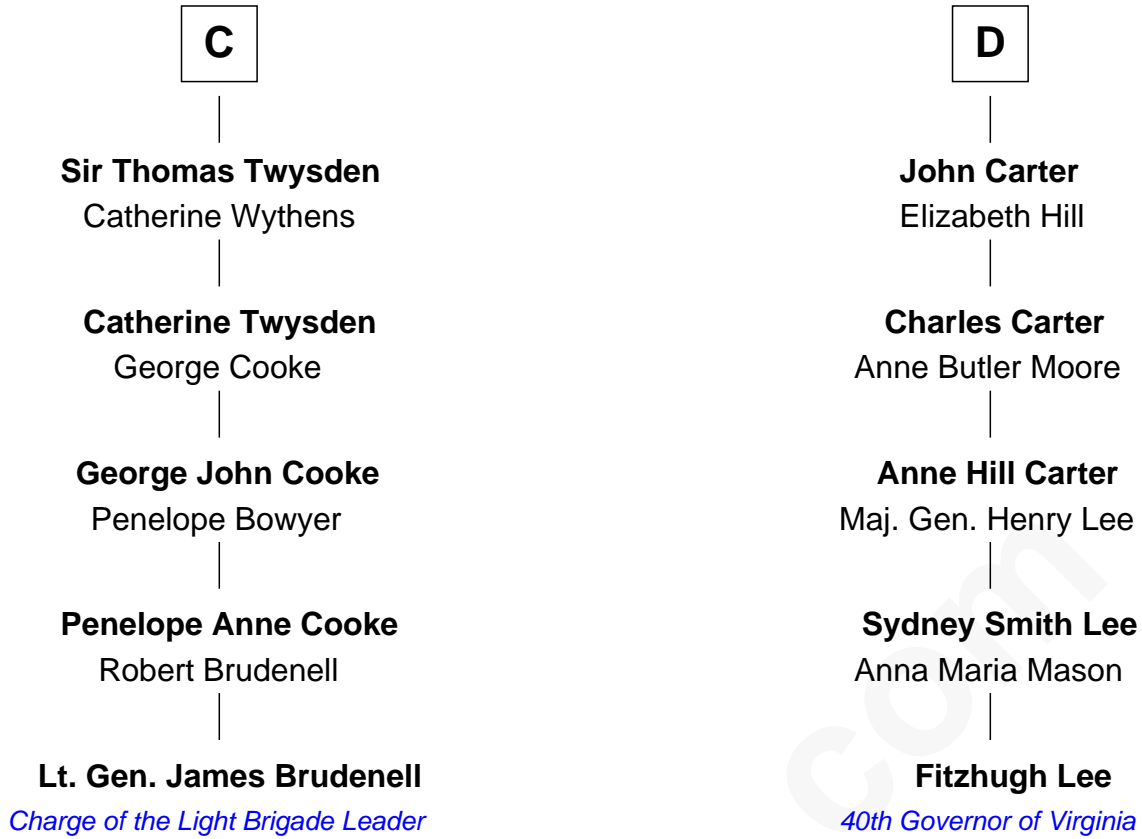 C
Sir Thomas Twysden
Catherine Wythens
Catherine Twysden
George Cooke
George John Cooke
Penelope Bowyer
Penelope Anne Cooke
Robert Brudenell
Lt. Gen. James Brudenell
Charge of the Light Brigade Leader
D
John Carter
Elizabeth Hill
Charles Carter
Anne Butler Moore
Anne Hill Carter
Maj. Gen. Henry Lee
Sydney Smith Lee
Anna Maria Mason
Fitzhugh Lee
40th Governor of Virginia
com